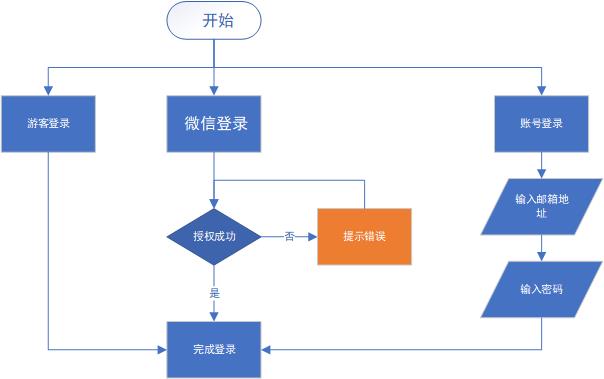 开始
游客登录
微信登录
账号登录
输入邮箱地
址
授权成功
否
提示错误
输入密码
是
完成登录